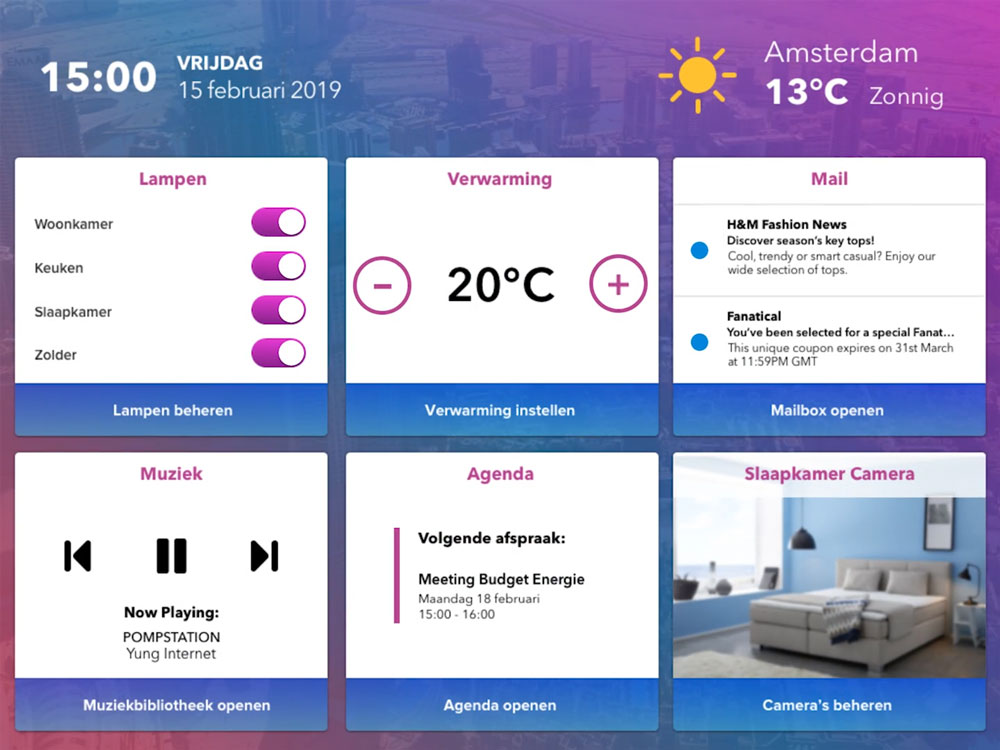 15:00
VRIJDAG
15 februari 2019
Amsterdam
13°C Zonnig
Lampen
Woonkamer
Keuken
Slaapkamer
Zolder
Lampen beheren
Verwarming
− 20°C +
Verwarming instellen
Mail
H&M Fashion News
Discover season's key tops!
Cool, trendy or smart casual? Enjoy our
wide selection of tops.
Fanatical
You've been selected for a special Fanat...
This unique coupon expires on 31st March
at 11:59PM GMT
Mailbox openen
Muziek
Now Playing:
POMPSTATION
Yung Internet
Muziekbibliotheek openen
Agenda
Volgende afspraak:
Meeting Budget Energie
Maandag 18 februari
15:00 - 16:00
Agenda openen
Slaapkamer Camera
Camera's beheren